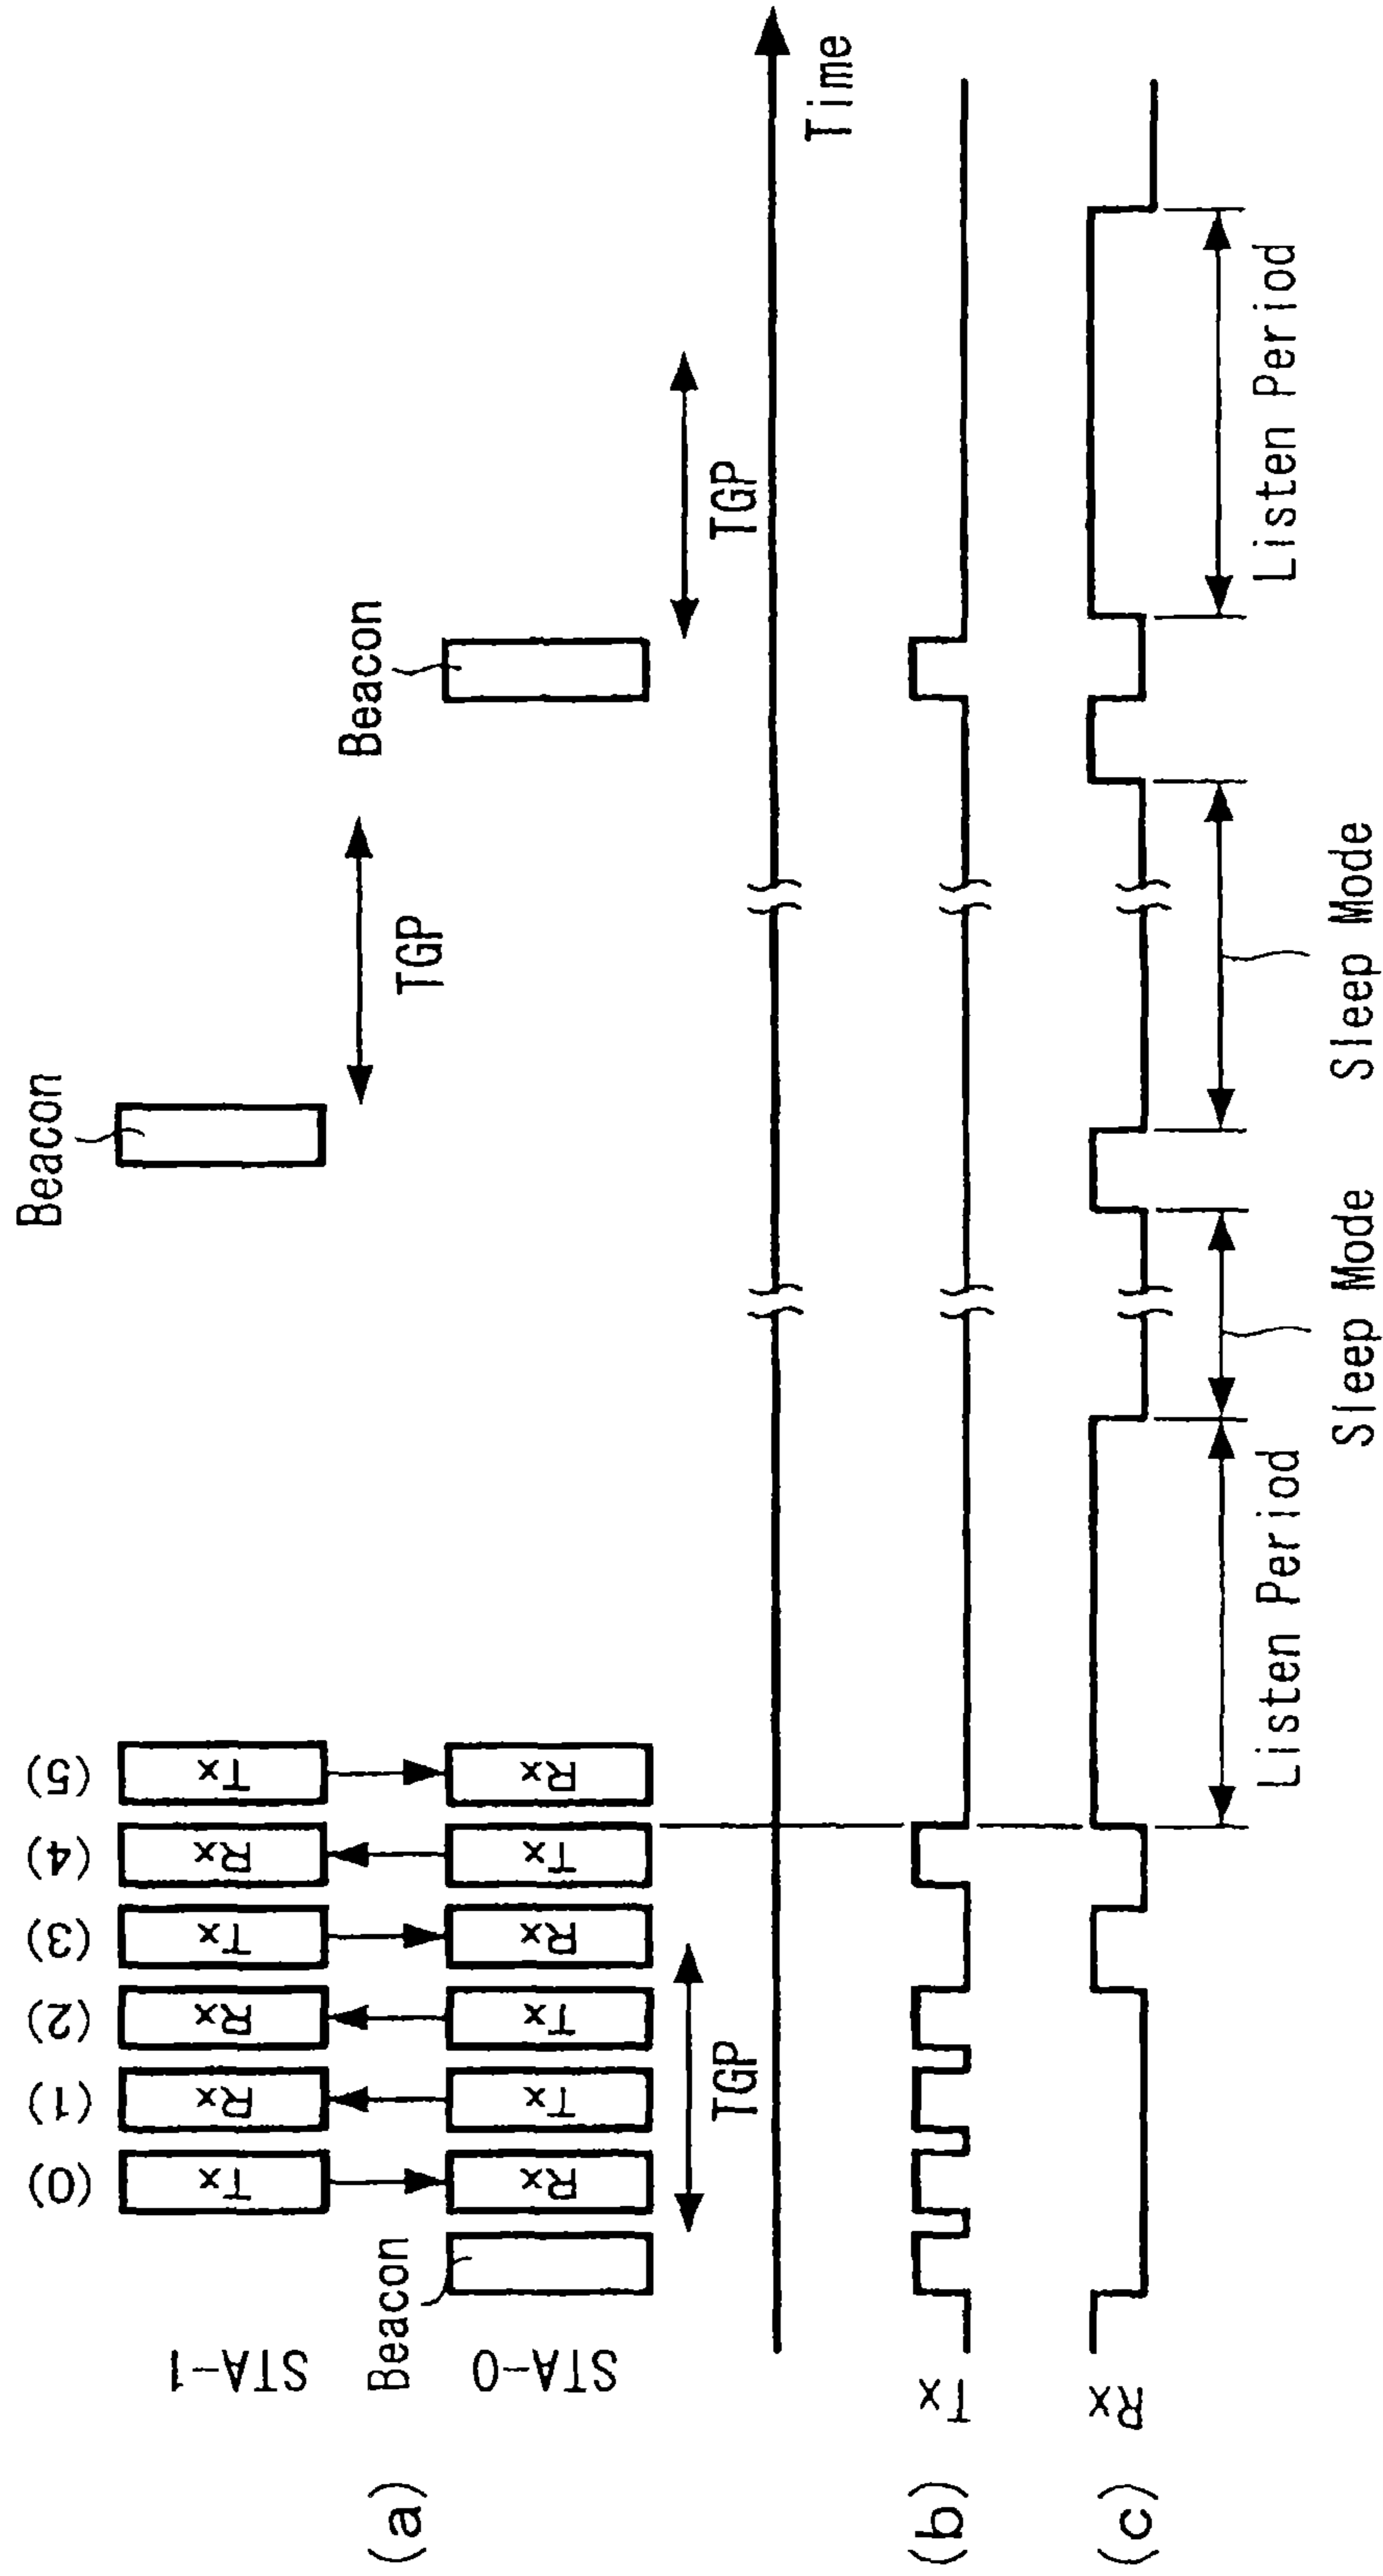 (0) (1) (2) (3) (4) (5) Beacon
STA-1 Tx Rx Rx Tx Rx Tx
(a) Beacon TGP Beacon
STA-0 Rx Tx Tx Rx Tx Rx
TGP TGP
Time
(b) Tx
(c) Rx
Listen Period Listen Period
Sleep Mode Sleep Mode